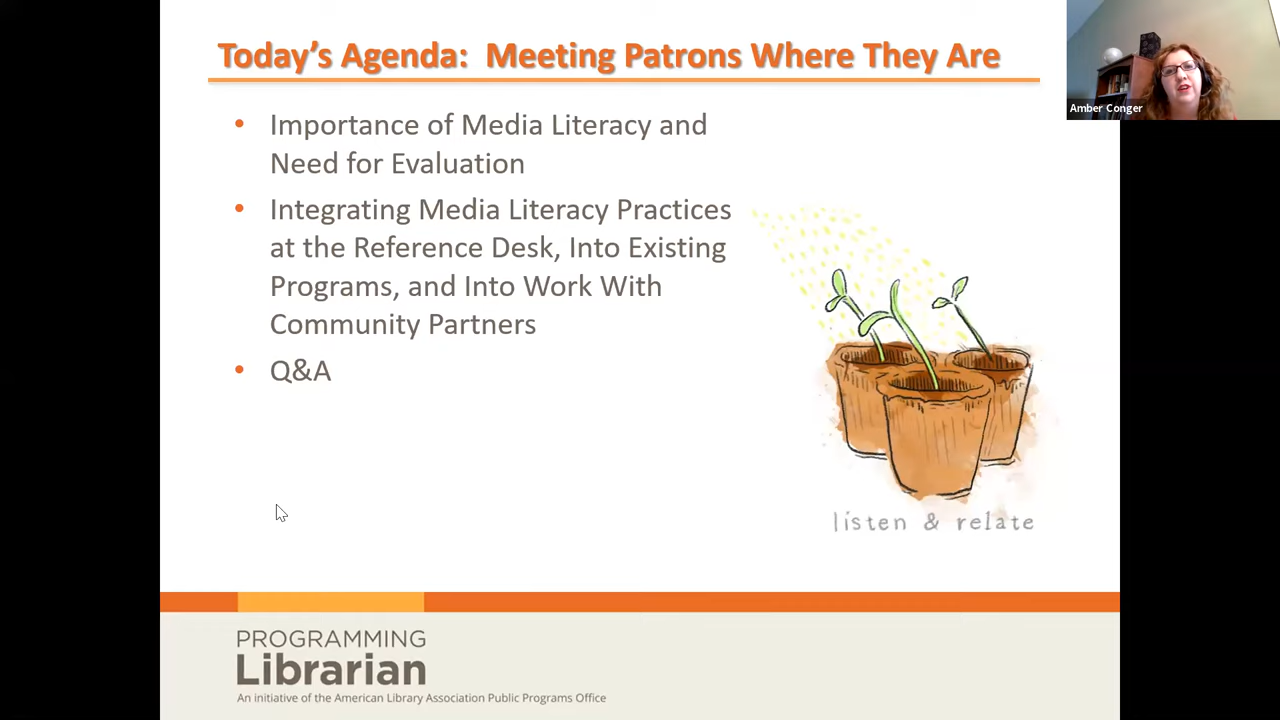 Today's Agenda:  Meeting Patrons Where They Are
Amber Conger
• Importance of Media Literacy and
Need for Evaluation
• Integrating Media Literacy Practices
at the Reference Desk, Into Existing
Programs, and Into Work With
Community Partners
• Q&A
listen & relate
PROGRAMMING
Librarian
An initiative of the American Library Association Public Programs Office